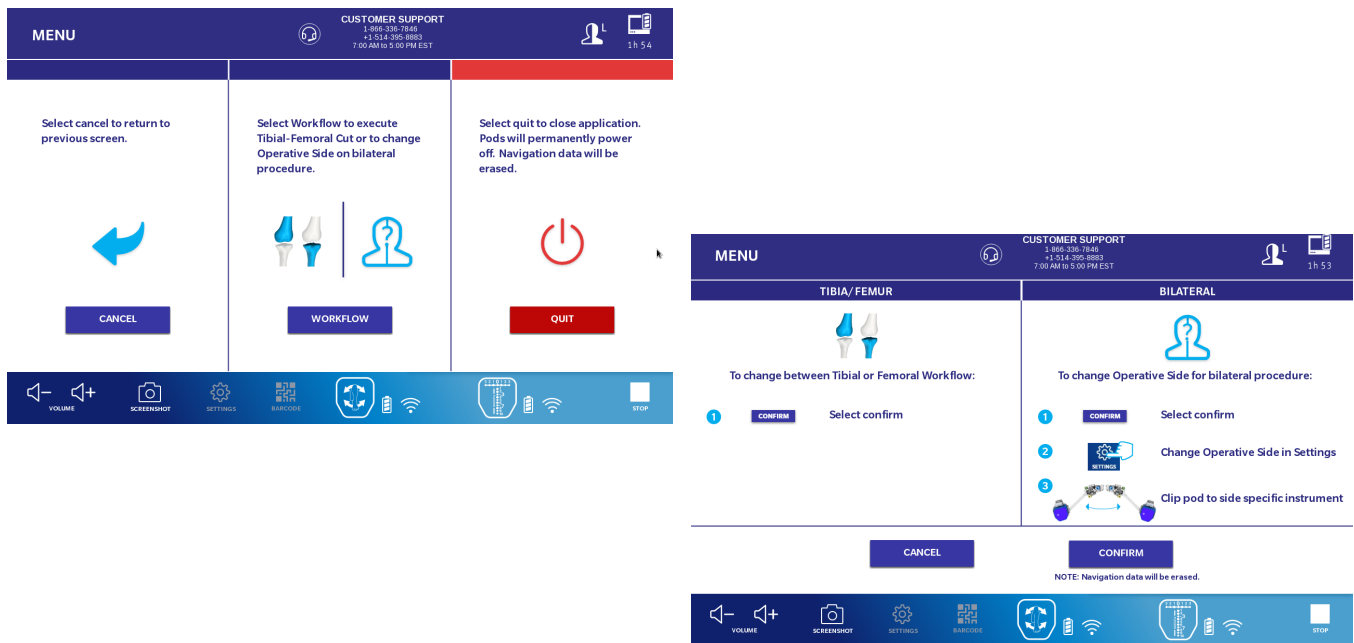 MENU
CUSTOMER SUPPORT
1-866-336-7846
+1-514-395-8883
7:00 AM to 5:00 PM EST
L
1h 54
Select cancel to return to
previous screen.
CANCEL
Select Workflow to execute
Tibial-Femoral Cut or to change
Operative Side on bilateral
procedure.
?
WORKFLOW
Select quit to close application.
Pods will permanently power
off. Navigation data will be
erased.
QUIT
VOLUME
SCREENSHOT
SETTINGS
BARCODE
STOP
MENU
CUSTOMER SUPPORT
1-866-336-7846
+1-514-395-8883
7:00 AM to 5:00 PM EST
L
1h 53
TIBIA/FEMUR
To change between Tibial or Femoral Workflow:
1 CONFIRM Select confirm
BILATERAL
?
To change Operative Side for bilateral procedure:
1 CONFIRM Select confirm
2 SETTINGS Change Operative Side in Settings
3 Clip pod to side specific instrument
CANCEL
CONFIRM
NOTE: Navigation data will be erased.
VOLUME
SCREENSHOT
SETTINGS
BARCODE
STOP